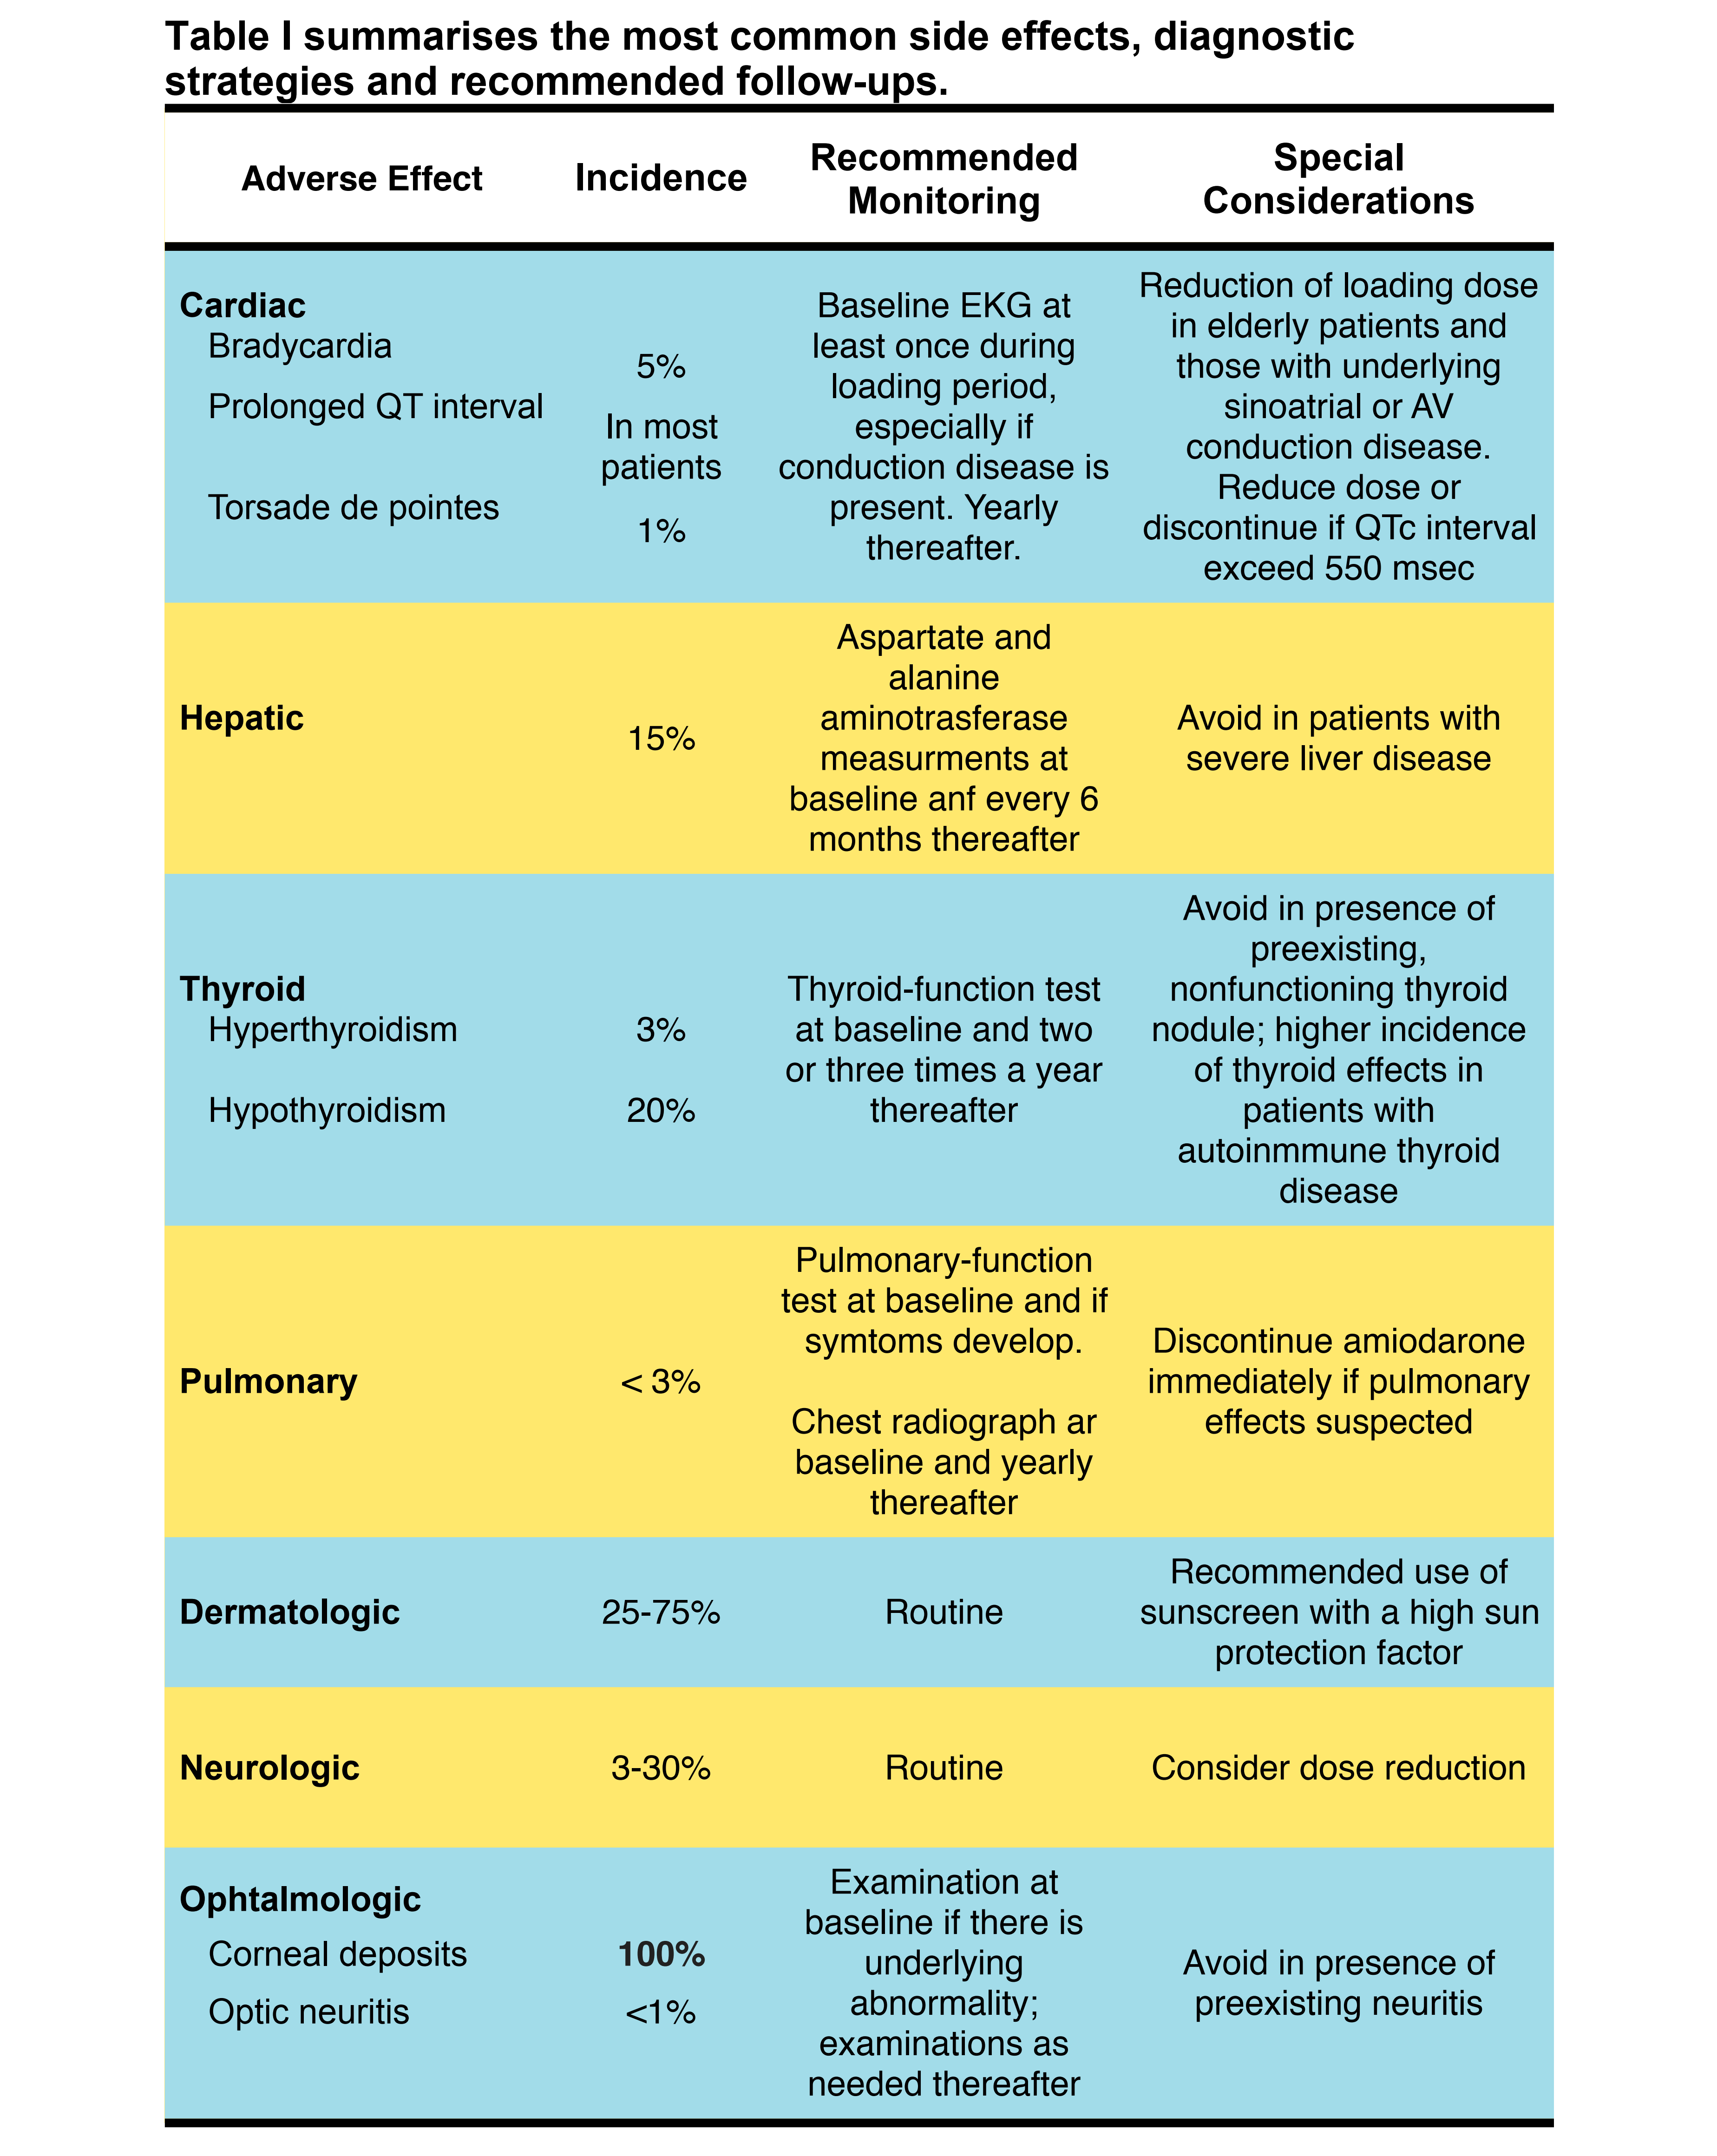 Table I summarises the most common side effects, diagnostic
strategies and recommended follow-ups.
Adverse Effect
Incidence
Recommended
Monitoring
Special
Considerations
Cardiac
Bradycardia
Prolonged QT interval
Torsade de pointes
5%
In most
patients
1%
Baseline EKG at
least once during
loading period,
especially if
conduction disease is
present. Yearly
thereafter.
Reduction of loading dose
in elderly patients and
those with underlying
sinoatrial or AV
conduction disease.
Reduce dose or
discontinue if QTc interval
exceed 550 msec
Hepatic
15%
Aspartate and
alanine
aminotrasferase
measurments at
baseline anf every 6
months thereafter
Avoid in patients with
severe liver disease
Thyroid
Hyperthyroidism
Hypothyroidism
3%
20%
Thyroid-function test
at baseline and two
or three times a year
thereafter
Avoid in presence of
preexisting,
nonfunctioning thyroid
nodule; higher incidence
of thyroid effects in
patients with
autoinmmune thyroid
disease
Pulmonary
< 3%
Pulmonary-function
test at baseline and if
symtoms develop.
Chest radiograph ar
baseline and yearly
thereafter
Discontinue amiodarone
immediately if pulmonary
effects suspected
Dermatologic
25-75%
Routine
Recommended use of
sunscreen with a high sun
protection factor
Neurologic
3-30%
Routine
Consider dose reduction
Ophtalmologic
Corneal deposits
Optic neuritis
100%
<1%
Examination at
baseline if there is
underlying
abnormality;
examinations as
needed thereafter
Avoid in presence of
preexisting neuritis